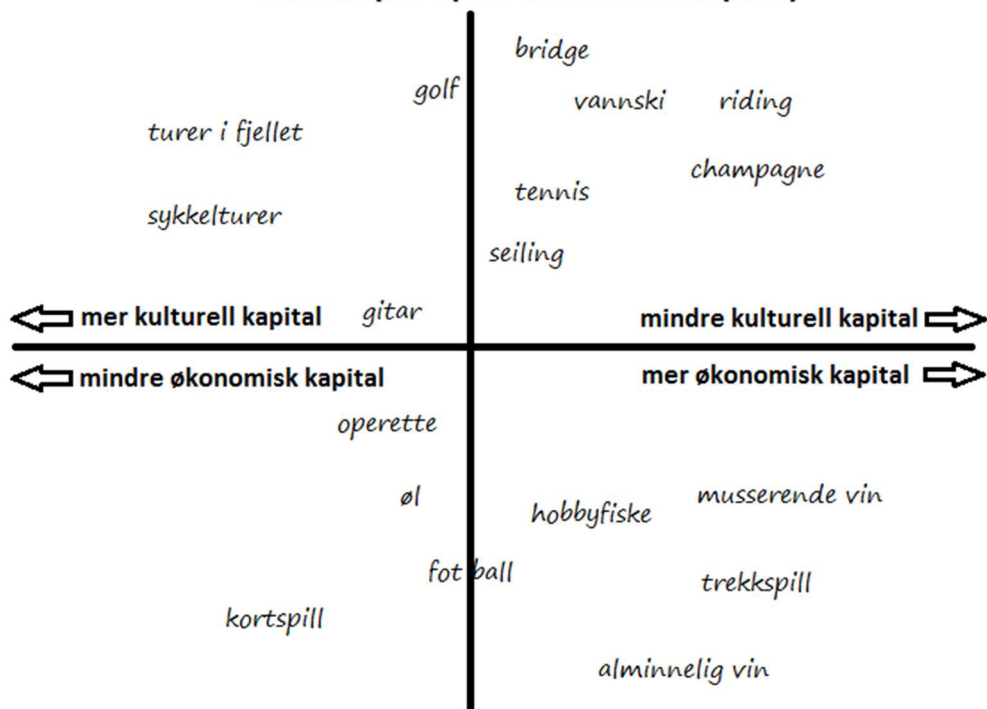 bridge
golf
vannski
riding
turer i fjellet
champagne
tennis
sykkelturer
seiling
gitar
mer kulturell kapital
mindre kulturell kapital
mindre økonomisk kapital
mer økonomisk kapital
operette
øl
musserende vin
hobbyfiske
fotball
trekkspill
kortspill
alminnelig vin